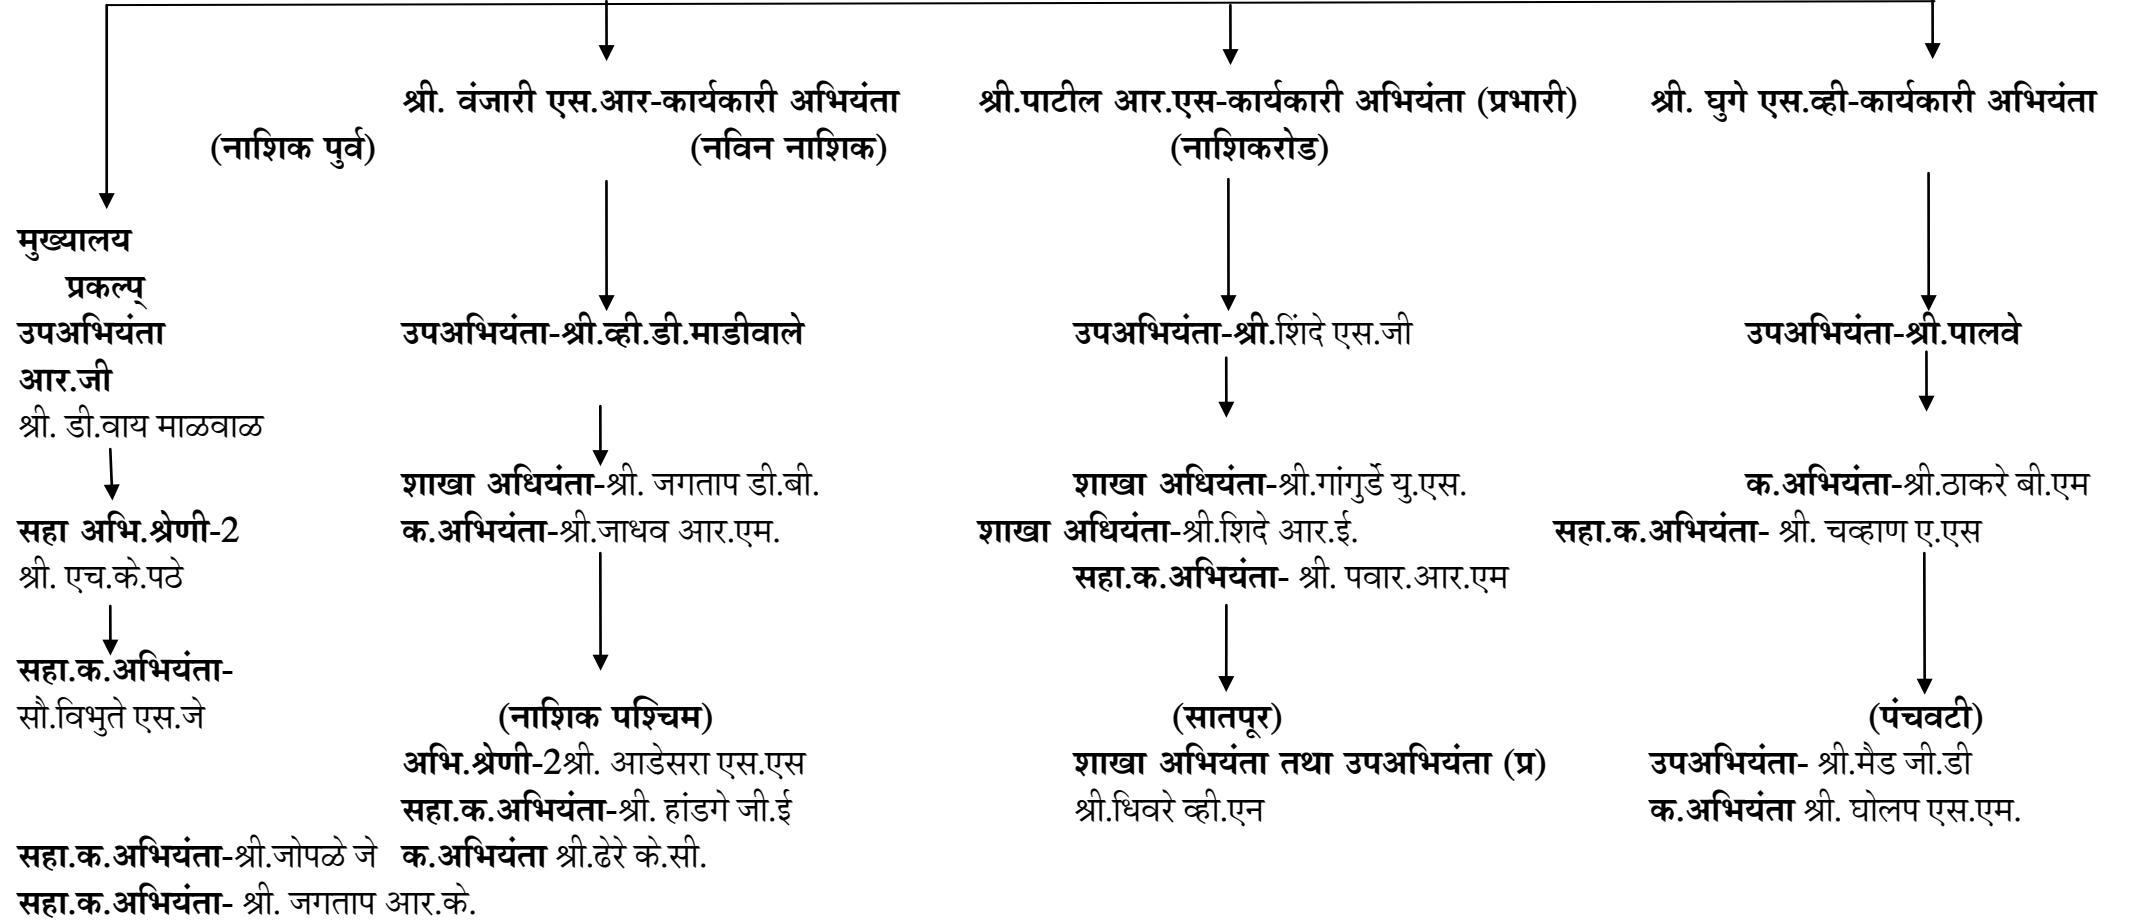 श्री. वंजारी एस.आर-कार्यकारी अभियंता श्री.पाटील आर.एस-कार्यकारी अभियंता (प्रभारी) श्री. घुगे एस.व्ही-कार्यकारी अभियंता
(नाशिक पुर्व) (नविन नाशिक) (नाशिकरोड)
मुख्यालय
प्रकल्प्
उपअभियंता उपअभियंता-श्री.व्ही.डी.माडीवाले उपअभियंता-श्री.शिंदे एस.जी उपअभियंता-श्री.पालवे
आर.जी
श्री. डी.वाय माळवाळ
शाखा अधियंता-श्री. जगताप डी.बी. शाखा अधियंता-श्री.गांगुर्डे यु.एस. क.अभियंता-श्री.ठाकरे बी.एम
सहा अभि.श्रेणी-2 क.अभियंता-श्री.जाधव आर.एम. शाखा अधियंता-श्री.शिदे आर.ई. सहा.क.अभियंता- श्री. चव्हाण ए.एस
श्री. एच.के.पठे सहा.क.अभियंता- श्री. पवार.आर.एम
सहा.क.अभियंता-
सौ.विभुते एस.जे (नाशिक पश्चिम) (सातपूर) (पंचवटी)
अभि.श्रेणी-2श्री. आडेसरा एस.एस शाखा अभियंता तथा उपअभियंता (प्र) उपअभियंता- श्री.मैड जी.डी
सहा.क.अभियंता-श्री. हांडगे जी.ई श्री.धिवरे व्ही.एन क.अभियंता श्री. घोलप एस.एम.
सहा.क.अभियंता-श्री.जोपळे जे क.अभियंता श्री.ढेरे के.सी.
सहा.क.अभियंता- श्री. जगताप आर.के.